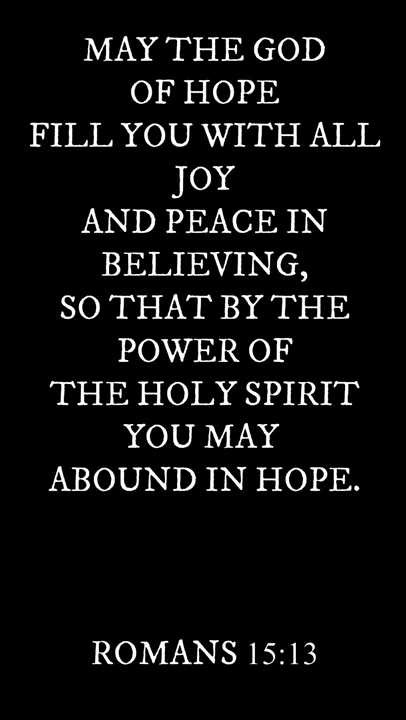 MAY THE GOD
OF HOPE
FILL YOU WITH ALL
JOY
AND PEACE IN
BELIEVING,
SO THAT BY THE
POWER OF
THE HOLY SPIRIT
YOU MAY
ABOUND IN HOPE.
ROMANS 15:13